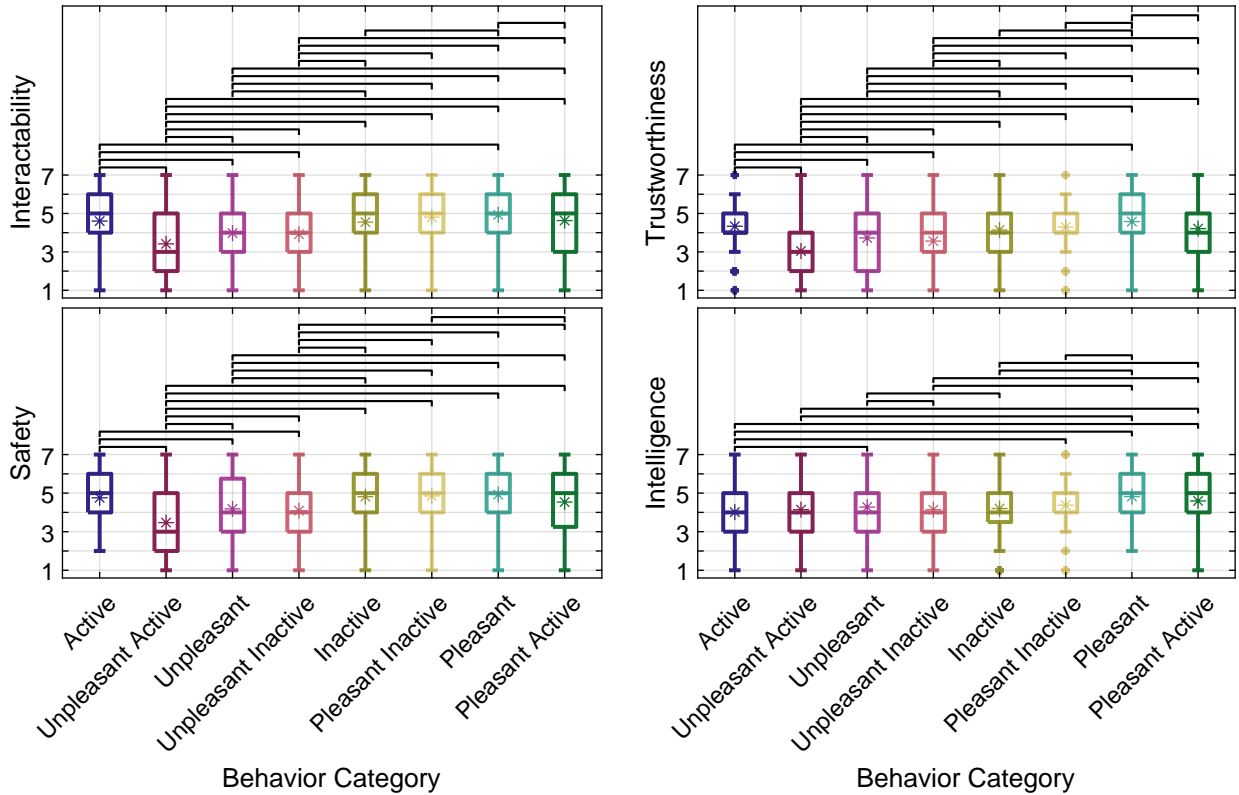 Interactability
7
5
3
1
Trustworthiness
7
5
3
1
Safety
7
5
3
1
Intelligence
7
5
3
1
Active
Unpleasant Active
Unpleasant
Unpleasant Inactive
Inactive
Pleasant Inactive
Pleasant
Pleasant Active
Behavior Category
Active
Unpleasant Active
Unpleasant
Unpleasant Inactive
Inactive
Pleasant Inactive
Pleasant
Pleasant Active
Behavior Category